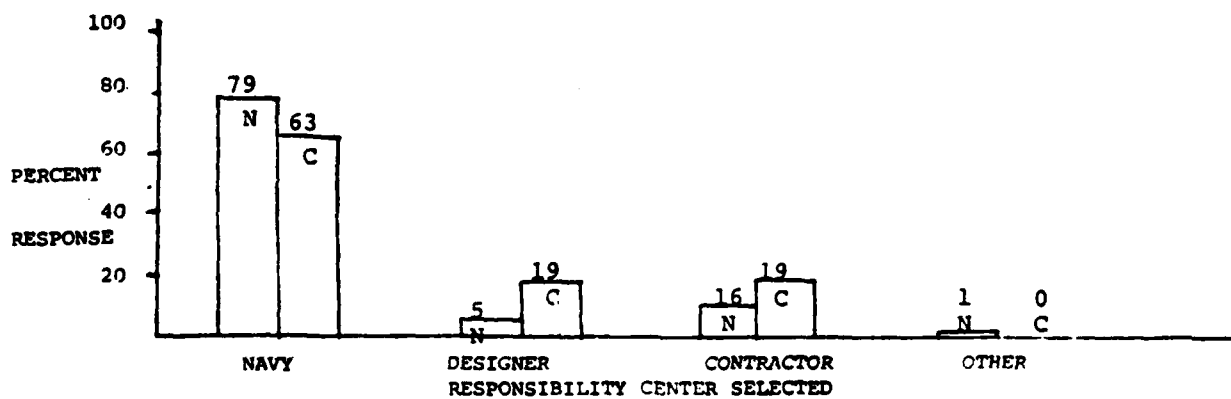 100
80
79
N
63
C
60
PERCENT
40
RESPONSE
20
5
N
19
C
16
N
19
C
1
N
0
C
NAVY
DESIGNER
CONTRACTOR
OTHER
RESPONSIBILITY CENTER SELECTED